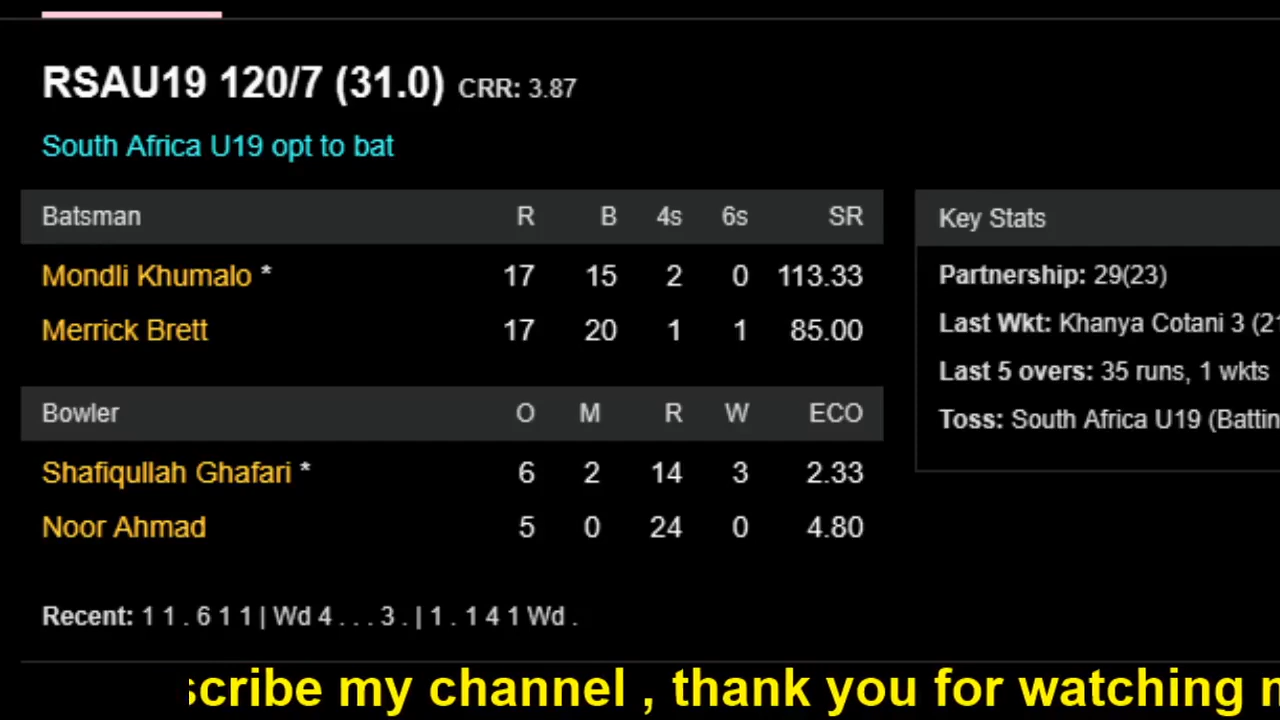 RSAU19 120/7 (31.0) CRR: 3.87
South Africa U19 opt to bat
Batsman R B 4s 6s SR
Mondli Khumalo * 17 15 2 0 113.33
Merrick Brett 17 20 1 1 85.00
Bowler O M R W ECO
Shafiqullah Ghafari * 6 2 14 3 2.33
Noor Ahmad 5 0 24 0 4.80
Recent: 1 1 . 6 1 1 | Wd 4 . . . 3 . | 1 . 1 4 1 Wd .
Key Stats
Partnership: 29(23)
Last Wkt: Khanya Cotani 3 (21
Last 5 overs: 35 runs, 1 wkts
Toss: South Africa U19 (Battin
scribe my channel , thank you for watching